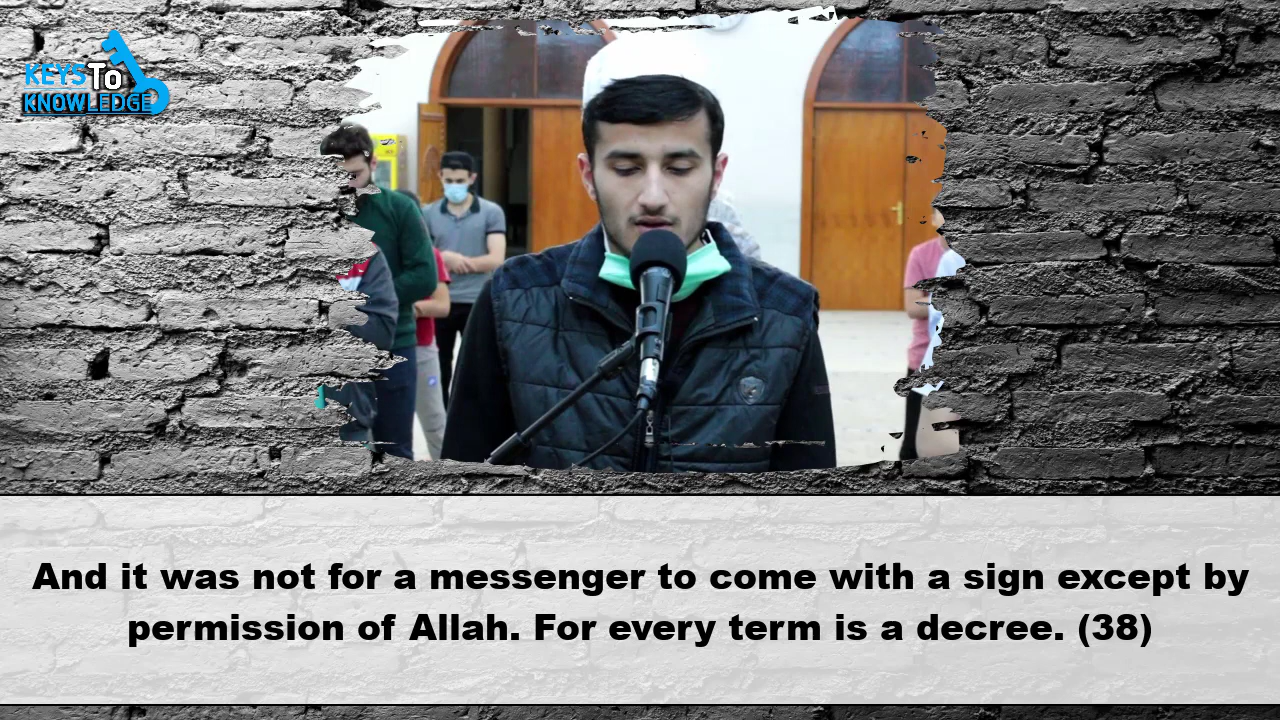 KEYS To
KNOWLEDGE
And it was not for a messenger to come with a sign except by
permission of Allah. For every term is a decree. (38)